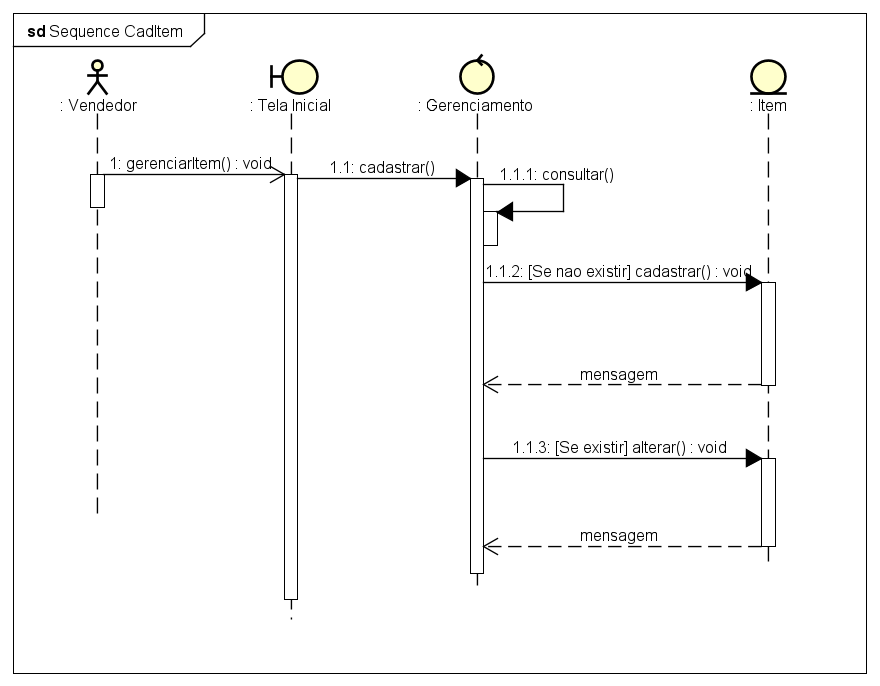 sd Sequence CadItem
: Vendedor
: Tela Inicial
: Gerenciamento
: Item
1: gerenciarItem() : void
1.1: cadastrar()
1.1.1: consultar()
1.1.2: [Se nao existir] cadastrar() : void
mensagem
1.1.3: [Se existir] alterar() : void
mensagem